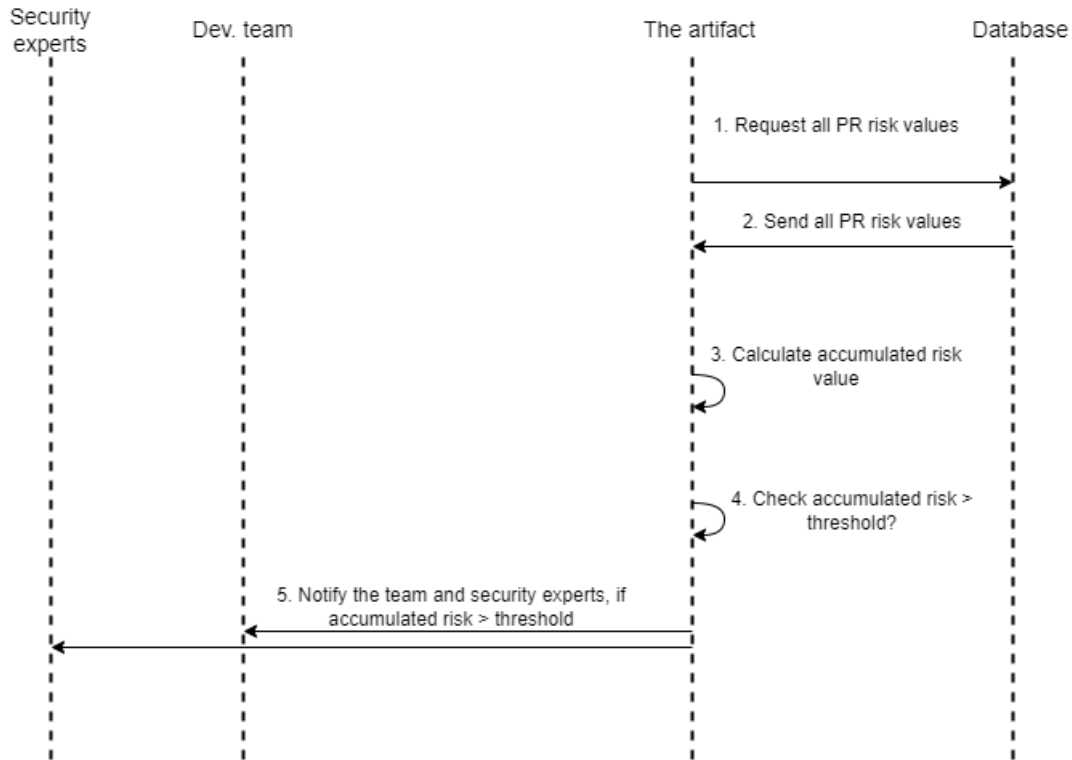 Security
experts
Dev. team
The artifact
Database
1. Request all PR risk values
2. Send all PR risk values
3. Calculate accumulated risk
value
4. Check accumulated risk >
threshold?
5. Notify the team and security experts, if
accumulated risk > threshold